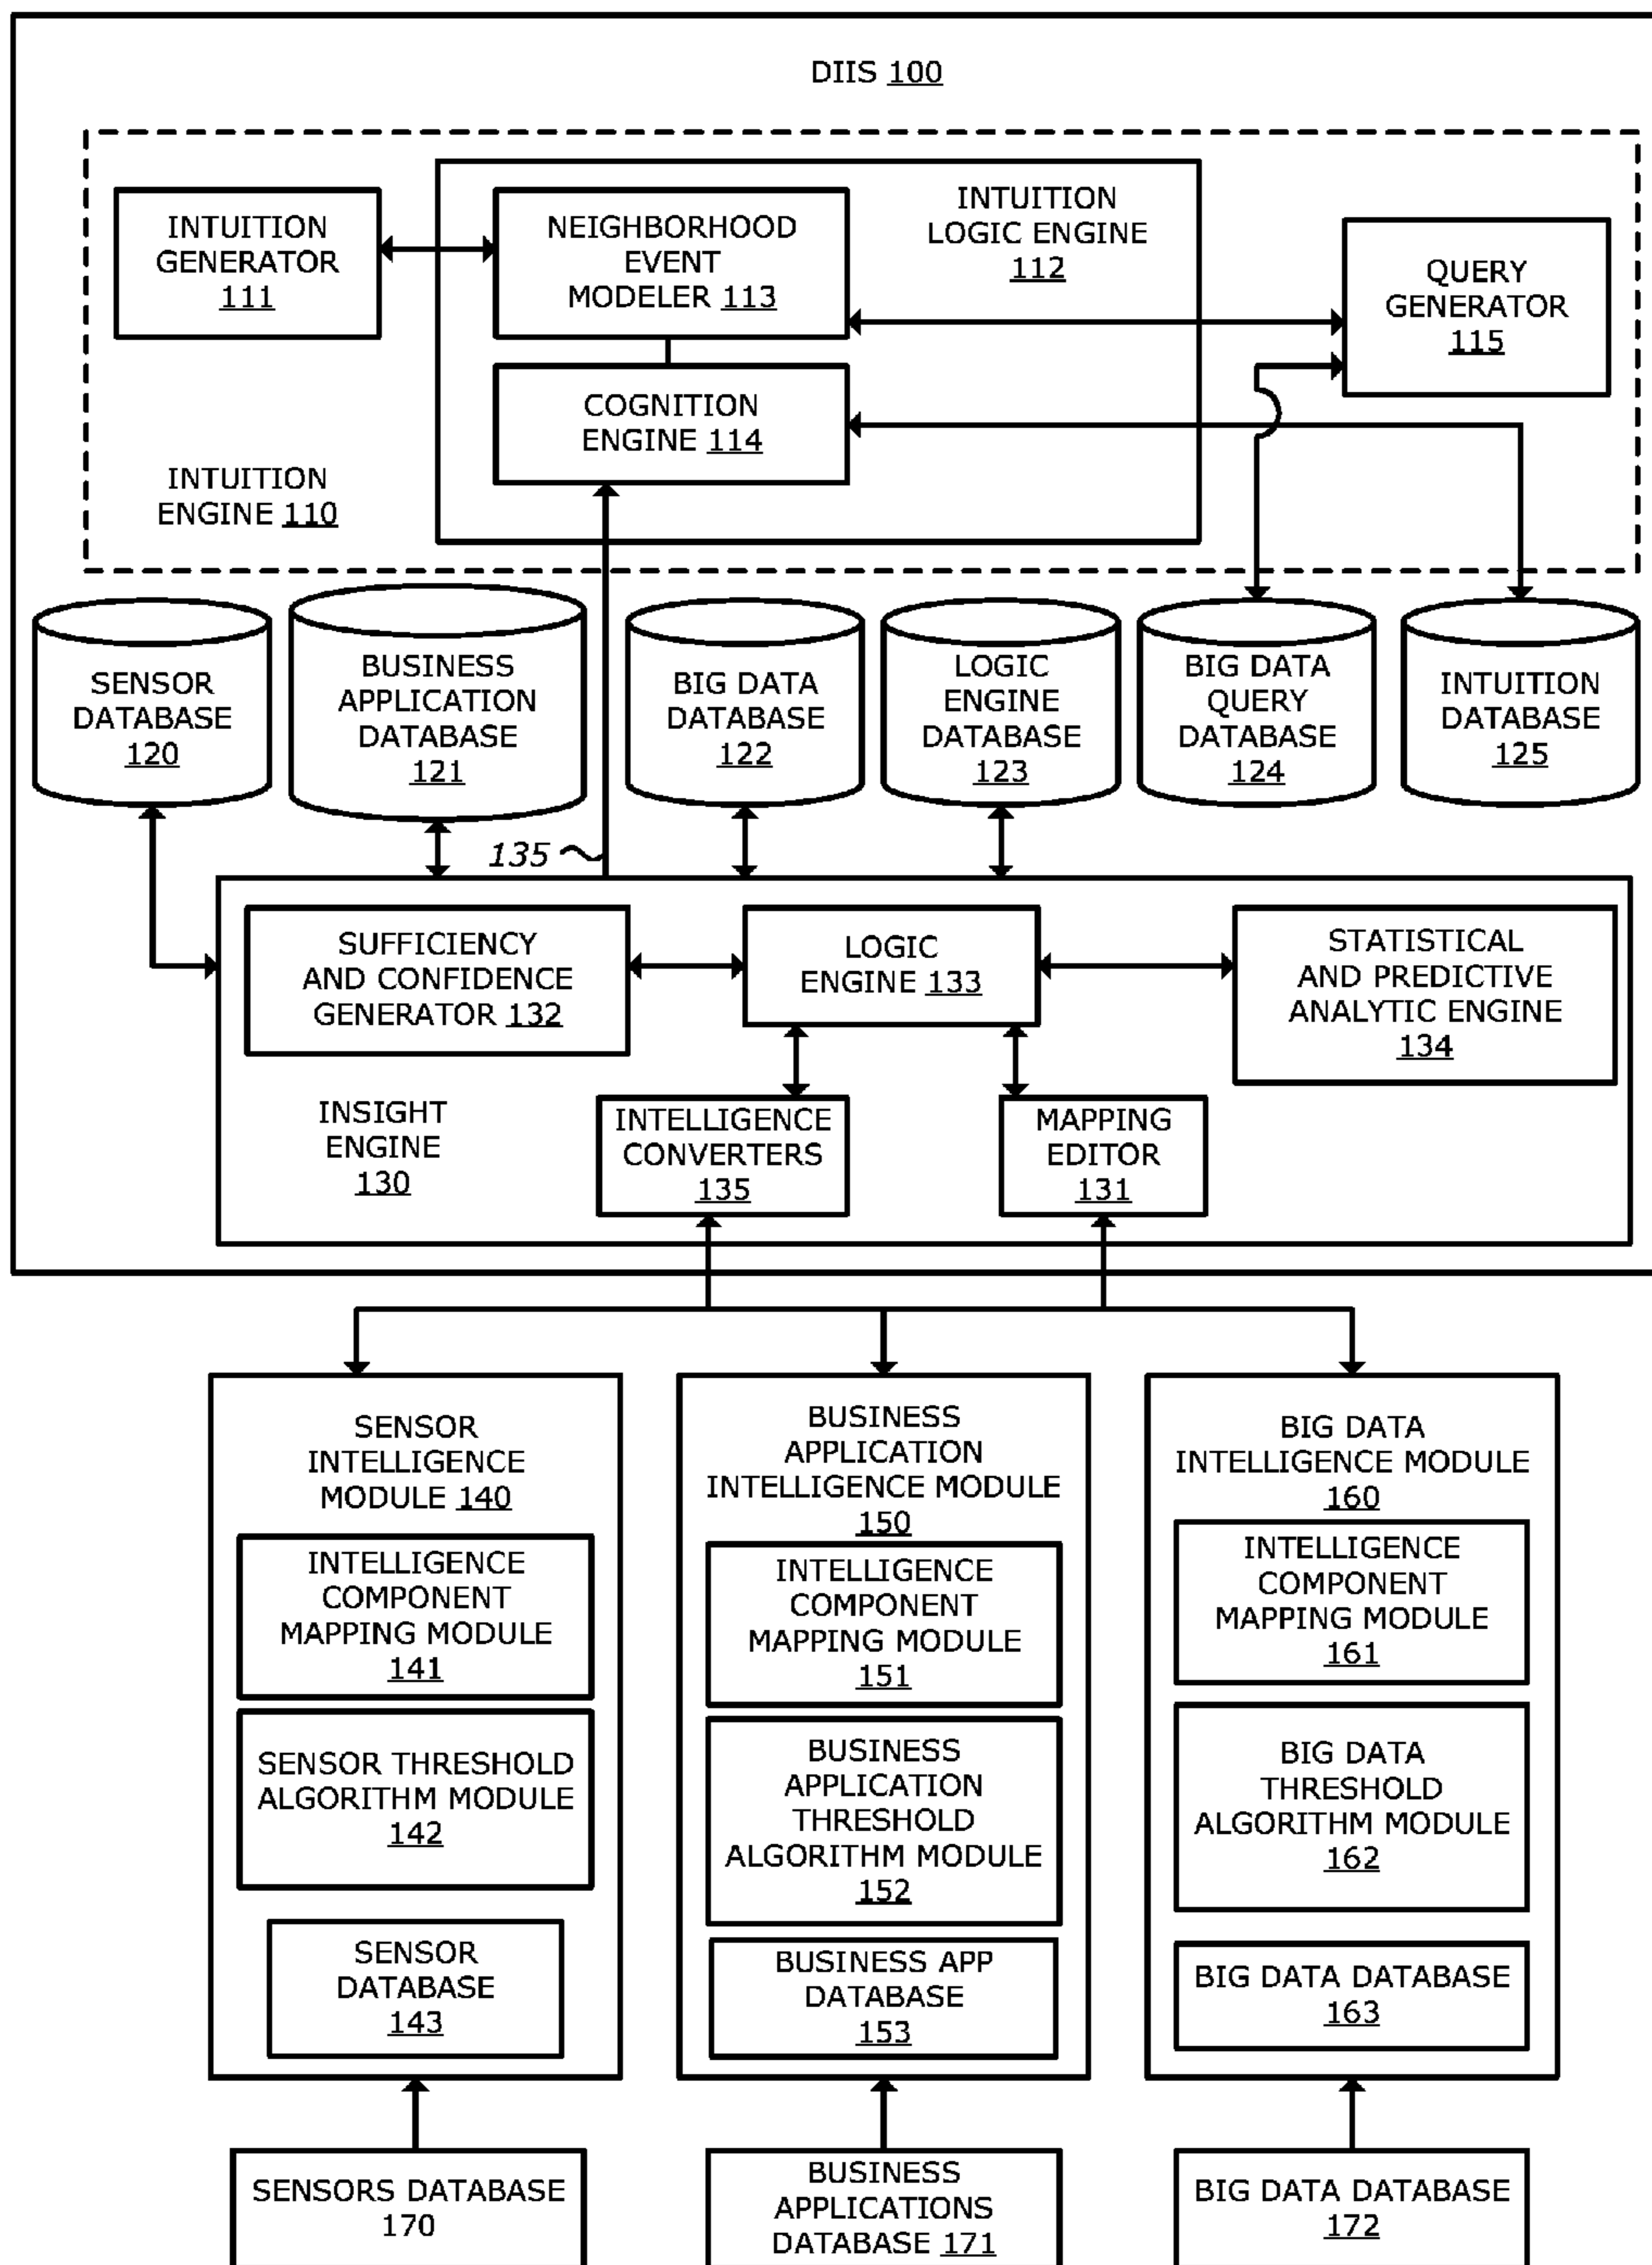 DIIS 100
INTUITION
GENERATOR
111
NEIGHBORHOOD
EVENT
MODELER 113
INTUITION
LOGIC ENGINE
112
QUERY
GENERATOR
115
COGNITION
ENGINE 114
INTUITION
ENGINE 110
SENSOR
DATABASE
120
BUSINESS
APPLICATION
DATABASE
121
BIG DATA
DATABASE
122
LOGIC
ENGINE
DATABASE
123
BIG DATA
QUERY
DATABASE
124
INTUITION
DATABASE
125
135
SUFFICIENCY
AND CONFIDENCE
GENERATOR 132
LOGIC
ENGINE 133
STATISTICAL
AND PREDICTIVE
ANALYTIC ENGINE
134
INSIGHT
ENGINE
130
INTELLIGENCE
CONVERTERS
135
MAPPING
EDITOR
131
SENSOR
INTELLIGENCE
MODULE 140
INTELLIGENCE
COMPONENT
MAPPING MODULE
141
SENSOR THRESHOLD
ALGORITHM MODULE
142
SENSOR
DATABASE
143
BUSINESS
APPLICATION
INTELLIGENCE MODULE
150
INTELLIGENCE
COMPONENT
MAPPING MODULE
151
BUSINESS
APPLICATION
THRESHOLD
ALGORITHM MODULE
152
BUSINESS APP
DATABASE
153
BIG DATA
INTELLIGENCE MODULE
160
INTELLIGENCE
COMPONENT
MAPPING MODULE
161
BIG DATA
THRESHOLD
ALGORITHM MODULE
162
BIG DATA DATABASE
163
SENSORS DATABASE
170
BUSINESS
APPLICATIONS
DATABASE 171
BIG DATA DATABASE
172